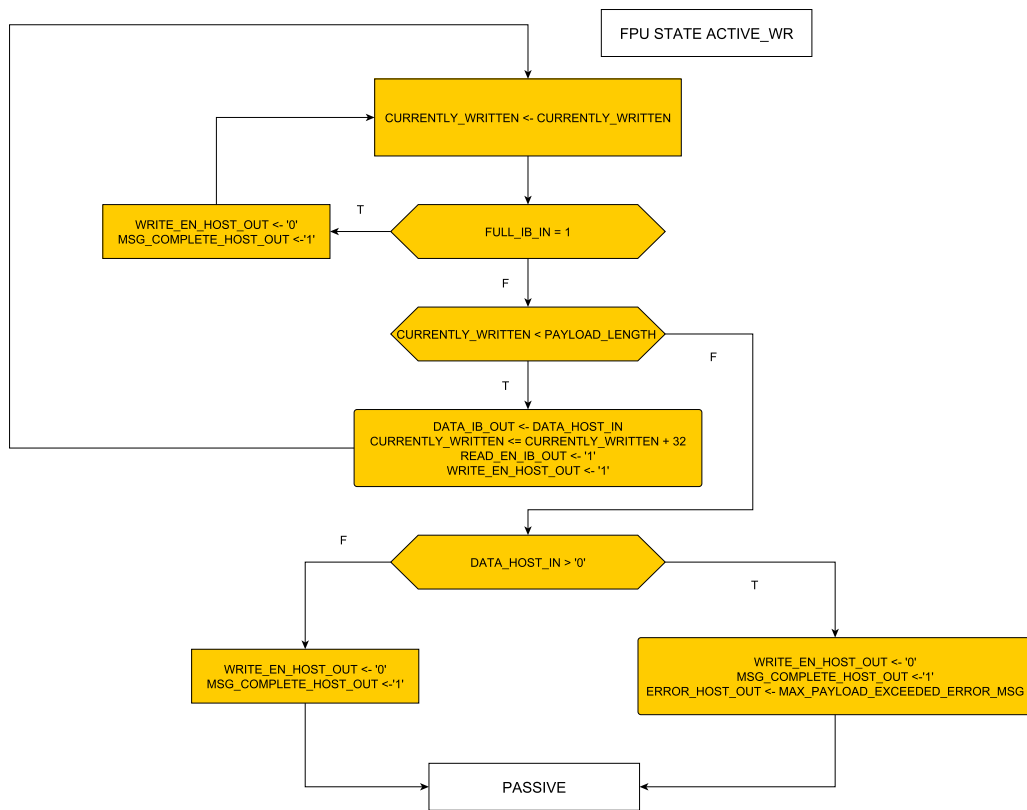 FPU STATE ACTIVE_WR
CURRENTLY_WRITTEN <- CURRENTLY_WRITTEN
T
WRITE_EN_HOST_OUT <- '0'
MSG_COMPLETE_HOST_OUT <-'1'
FULL_IB_IN = 1
F
CURRENTLY_WRITTEN < PAYLOAD_LENGTH
F
T
DATA_IB_OUT <- DATA_HOST_IN
CURRENTLY_WRITTEN <= CURRENTLY_WRITTEN + 32
READ_EN_IB_OUT <- '1'
WRITE_EN_HOST_OUT <- '1'
F
DATA_HOST_IN > '0'
T
WRITE_EN_HOST_OUT <- '0'
MSG_COMPLETE_HOST_OUT <-'1'
WRITE_EN_HOST_OUT <- '0'
MSG_COMPLETE_HOST_OUT <-'1'
ERROR_HOST_OUT <- MAX_PAYLOAD_EXCEEDED_ERROR_MSG
PASSIVE